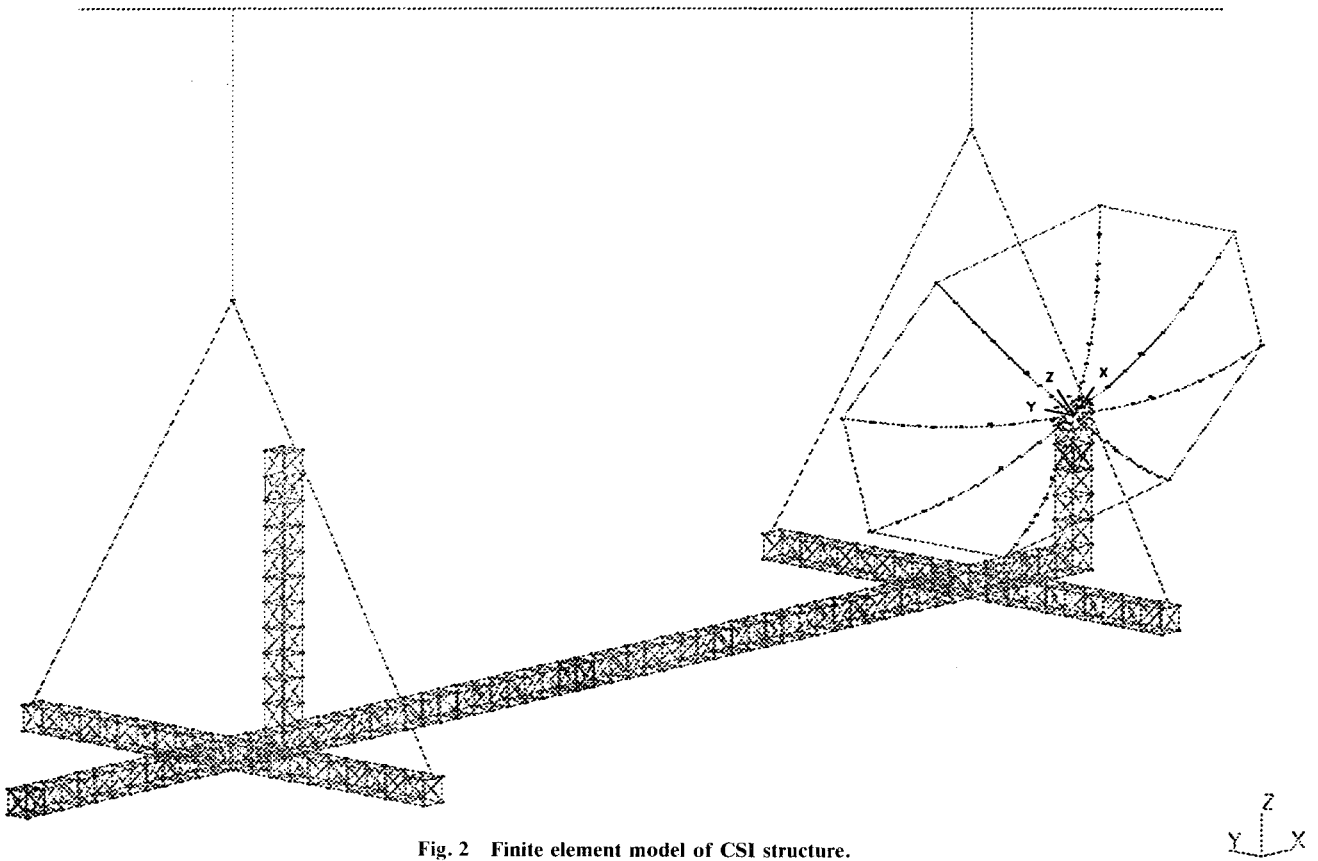 Z X
Y
Z
Y X
Fig. 2 Finite element model of CSI structure.